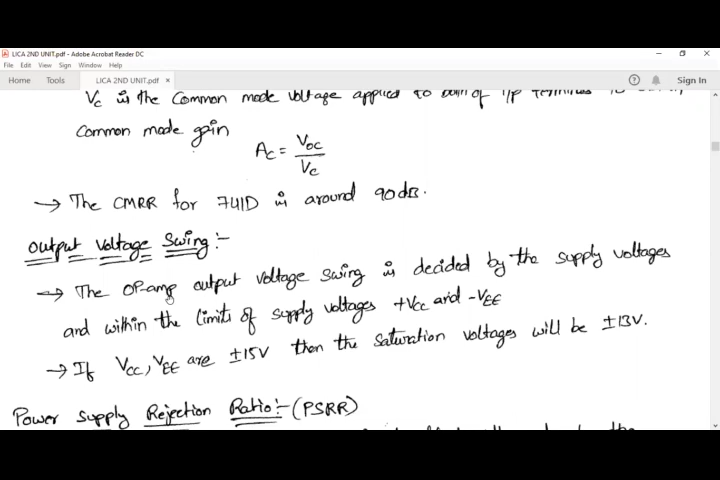 LICA 2ND UNIT.pdf - Adobe Acrobat Reader DC
File Edit View Sign Window Help
Home Tools LICA 2ND UNIT.pdf × Sign In
Vc is the Common mode Voltage applied to both of i/p
Common mode gain
Ac = Voc / Vc
→ The CMRR for 741D is around 90dB.
Output Voltage Swing:-
→ The OP-amp output voltage swing is decided by the supply voltages
and within the limits of supply voltages +Vcc and -VEE
→ If Vcc, VEE are ±15V then the saturation voltages will be ±13V.
Power Supply Rejection Ratio:- (PSRR)